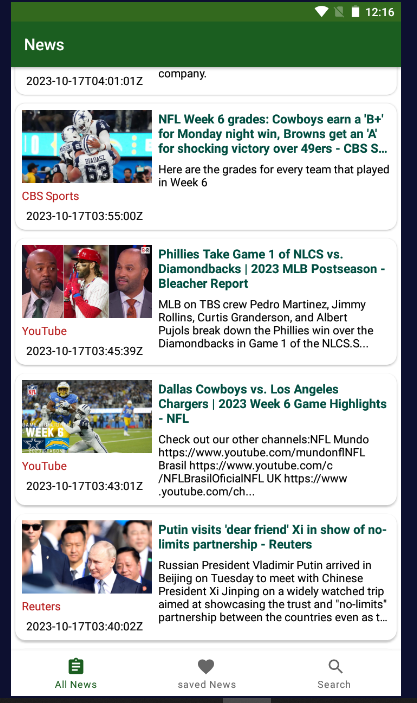 12:16
News
company.
2023-10-17T04:01:01Z
NFL Week 6 grades: Cowboys earn a 'B+'
for Monday night win, Browns get an 'A'
for shocking victory over 49ers - CBS S...
Here are the grades for every team that played
in Week 6
CBS Sports
2023-10-17T03:55:00Z
Phillies Take Game 1 of NLCS vs.
Diamondbacks | 2023 MLB Postseason -
Bleacher Report
MLB on TBS crew Pedro Martinez, Jimmy
Rollins, Curtis Granderson, and Albert
Pujols break down the Phillies win over the
Diamondbacks in Game 1 of the NLCS.S...
YouTube
2023-10-17T03:45:39Z
Dallas Cowboys vs. Los Angeles
Chargers | 2023 Week 6 Game Highlights
- NFL
Check out our other channels:NFL Mundo
https://www.youtube.com/mundonflNFL
Brasil https://www.youtube.com/c
/NFLBrasilOficialNFL UK https://www
.youtube.com/ch...
WEEK 6
YouTube
2023-10-17T03:43:01Z
Putin visits 'dear friend' Xi in show of no-
limits partnership - Reuters
Russian President Vladimir Putin arrived in
Beijing on Tuesday to meet with Chinese
President Xi Jinping on a widely watched trip
aimed at showcasing the trust and "no-limits"
partnership between the countries even as t...
Reuters
2023-10-17T03:40:02Z
All News
saved News
Search